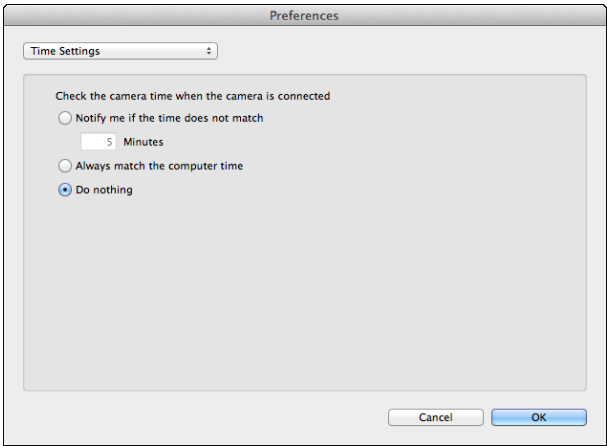 Preferences
Time Settings
Check the camera time when the camera is connected
Notify me if the time does not match
5 Minutes
Always match the computer time
Do nothing
Cancel OK